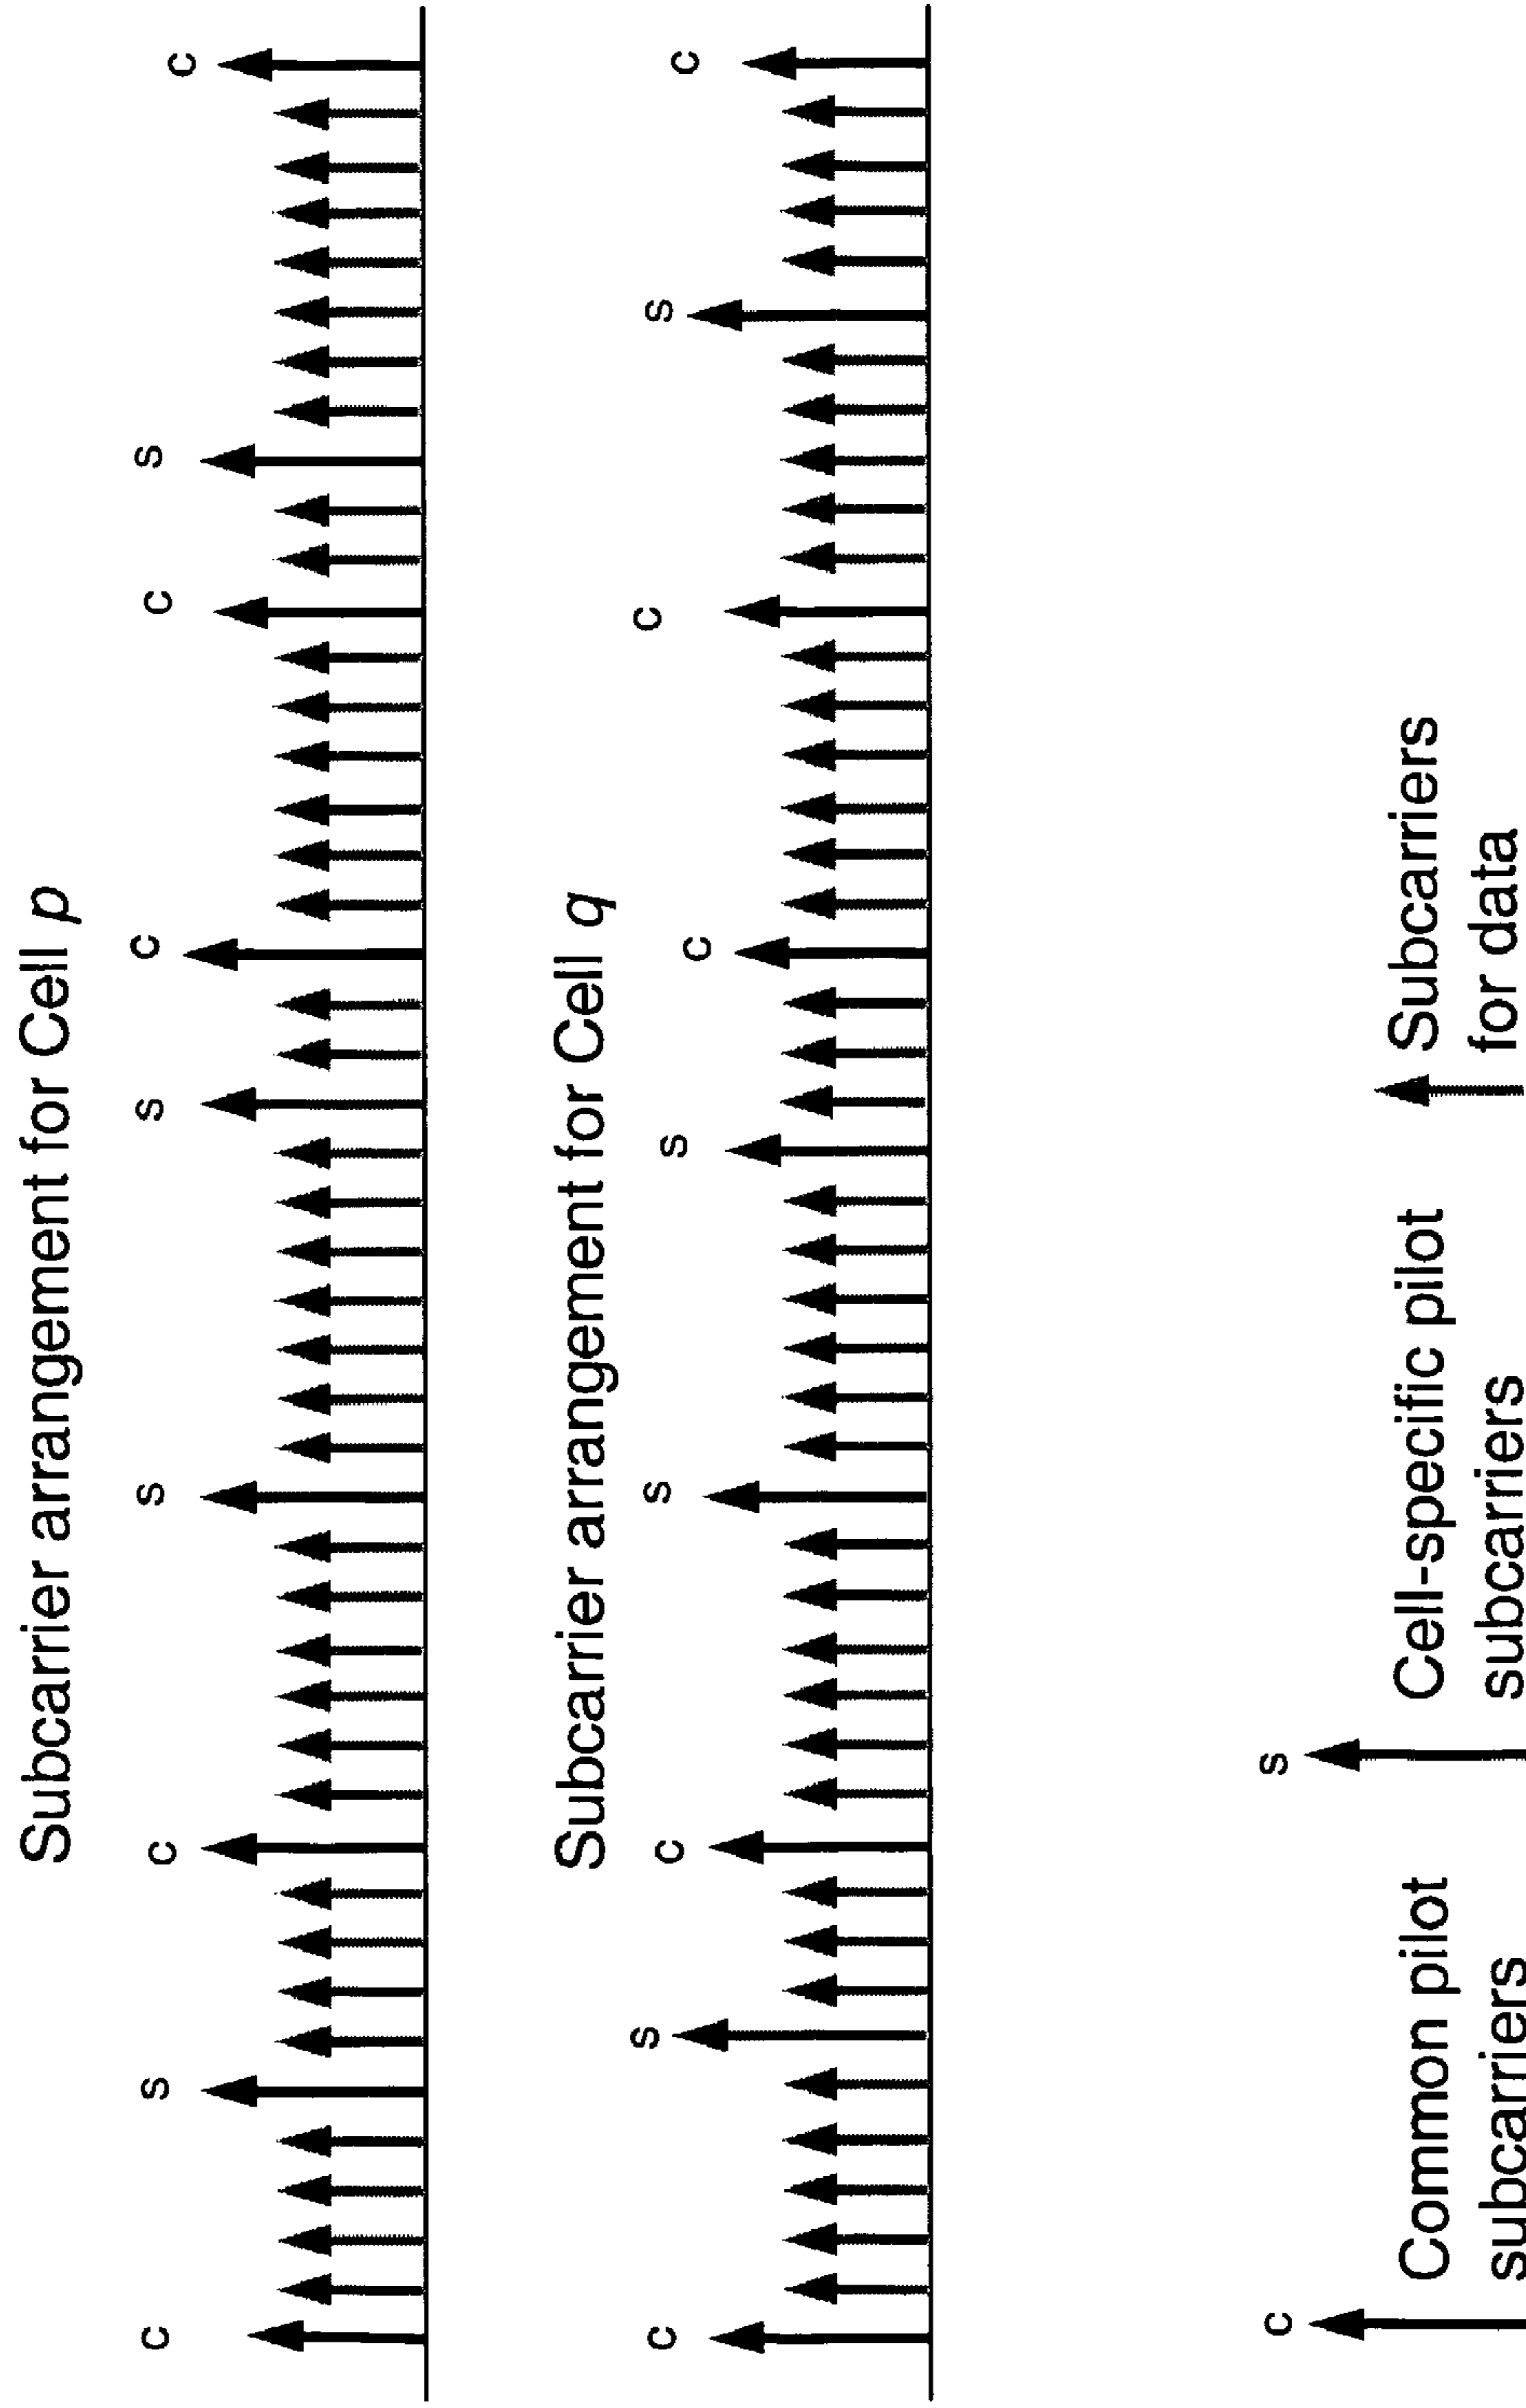 Subcarrier arrangement for Cell p
c s c s s c c s c
Subcarrier arrangement for Cell q
c s c s s c c s c
c Common pilot
subcarriers
s Cell-specific pilot
subcarriers
Subcarriers
for data